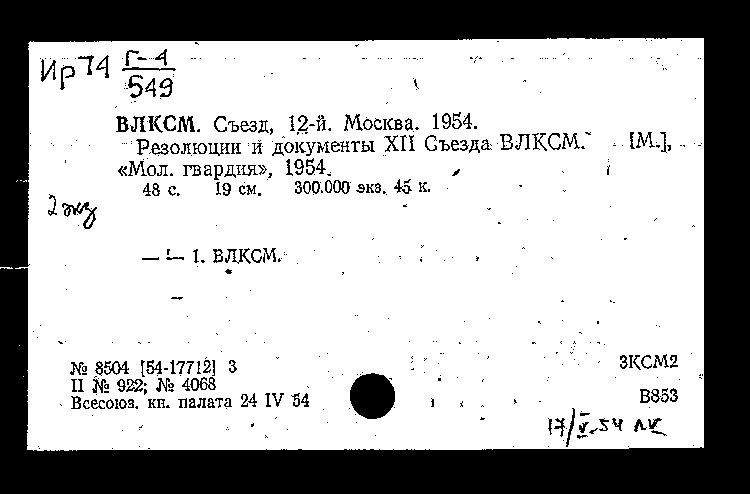 Ир74 Г-4
549
ВЛКСМ. Съезд, 12-й. Москва. 1954.
Резолюции и документы XII Съезда ВЛКСМ. [М.],
«Мол. гвардия», 1954.
48 с. 19 см. 300.000 экз. 45 к.
2 экз
— — 1. ВЛКСМ.
№ 8504 [54-17712] 3
3КСМ2
П № 922; № 4068
Всесоюз. кн. палата 24 IV 54
В853
17/V.54